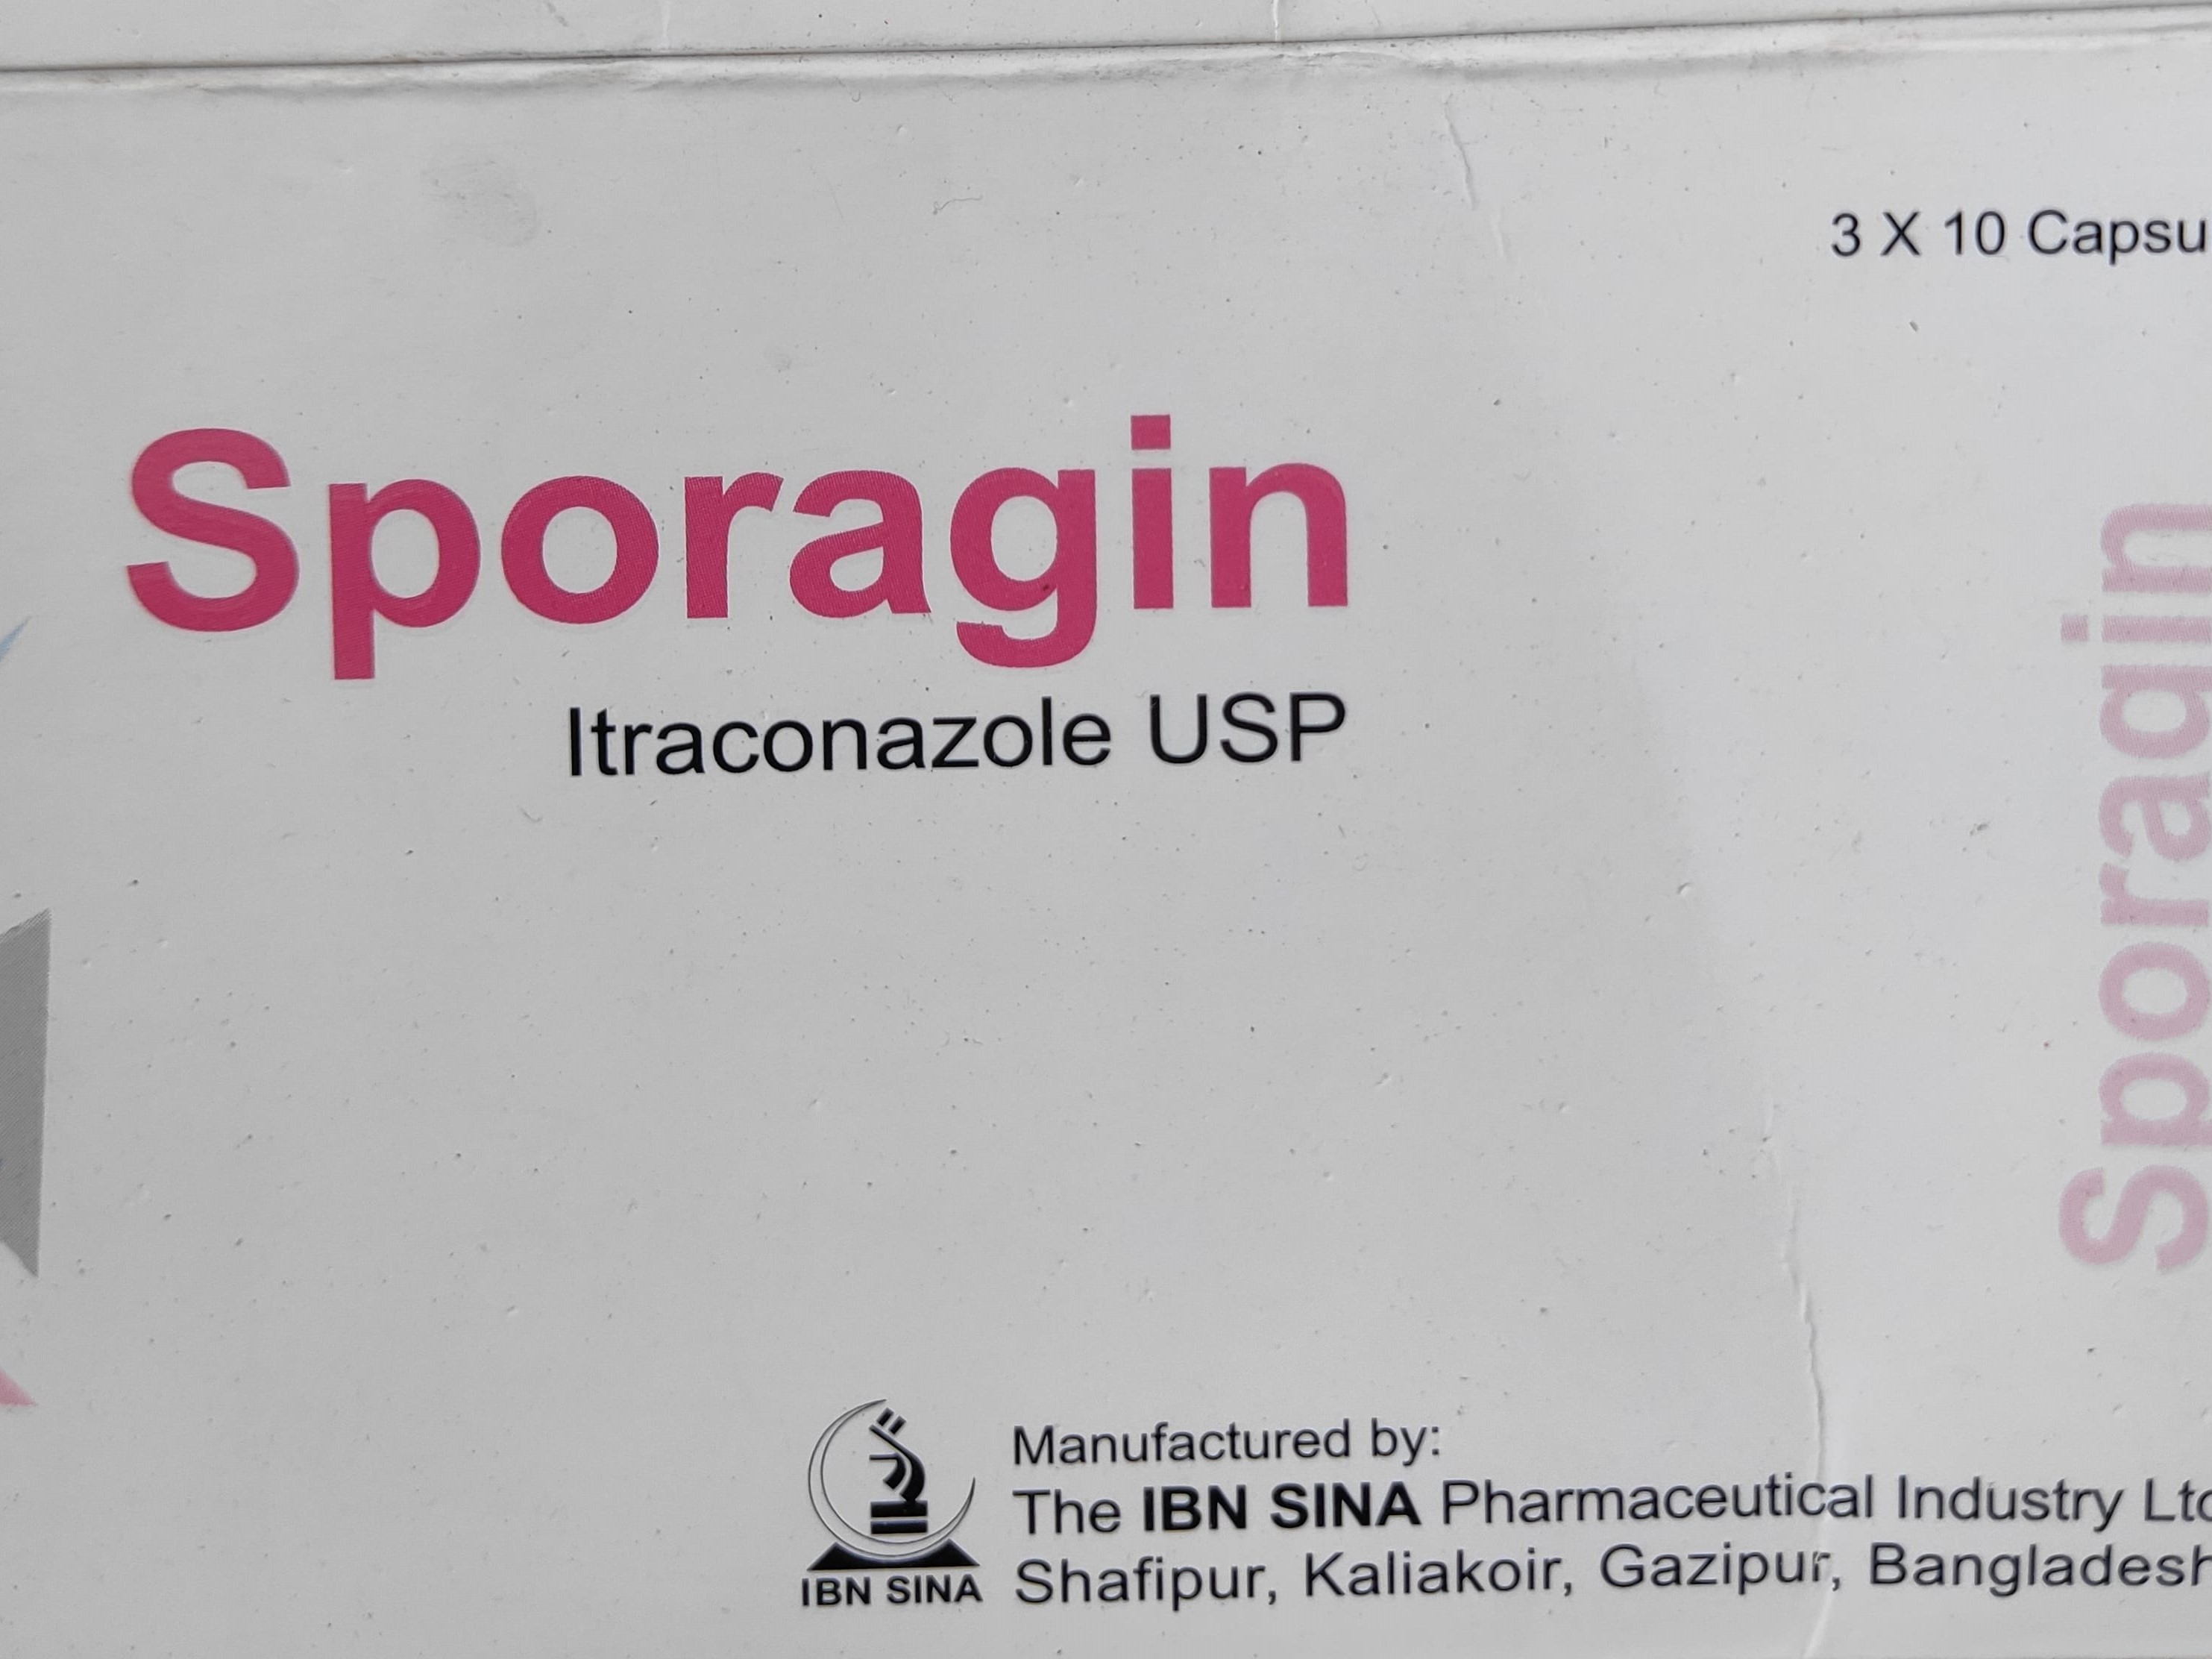 3 X 10 Capsu
Sporagin
Itraconazole USP
Sporagin
Manufactured by:
The IBN SINA Pharmaceutical Industry Ltd
Shafipur, Kaliakoir, Gazipur, Bangladesh
IBN SINA